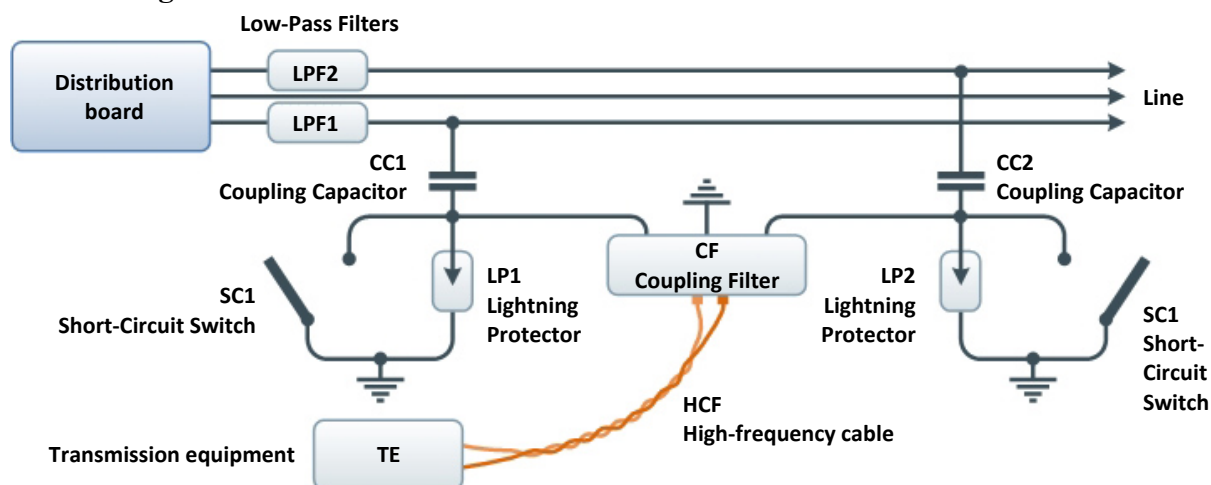 Low-Pass Filters
LPF2
Distribution
board
Line
LPF1
CC1
Coupling Capacitor
CC2
Coupling Capacitor
CF
Coupling Filter
LP1
Lightning
Protector
LP2
Lightning
Protector
SC1
Short-Circuit Switch
SC1
Short-
Circuit
Switch
HCF
High-frequency cable
Transmission equipment
TE